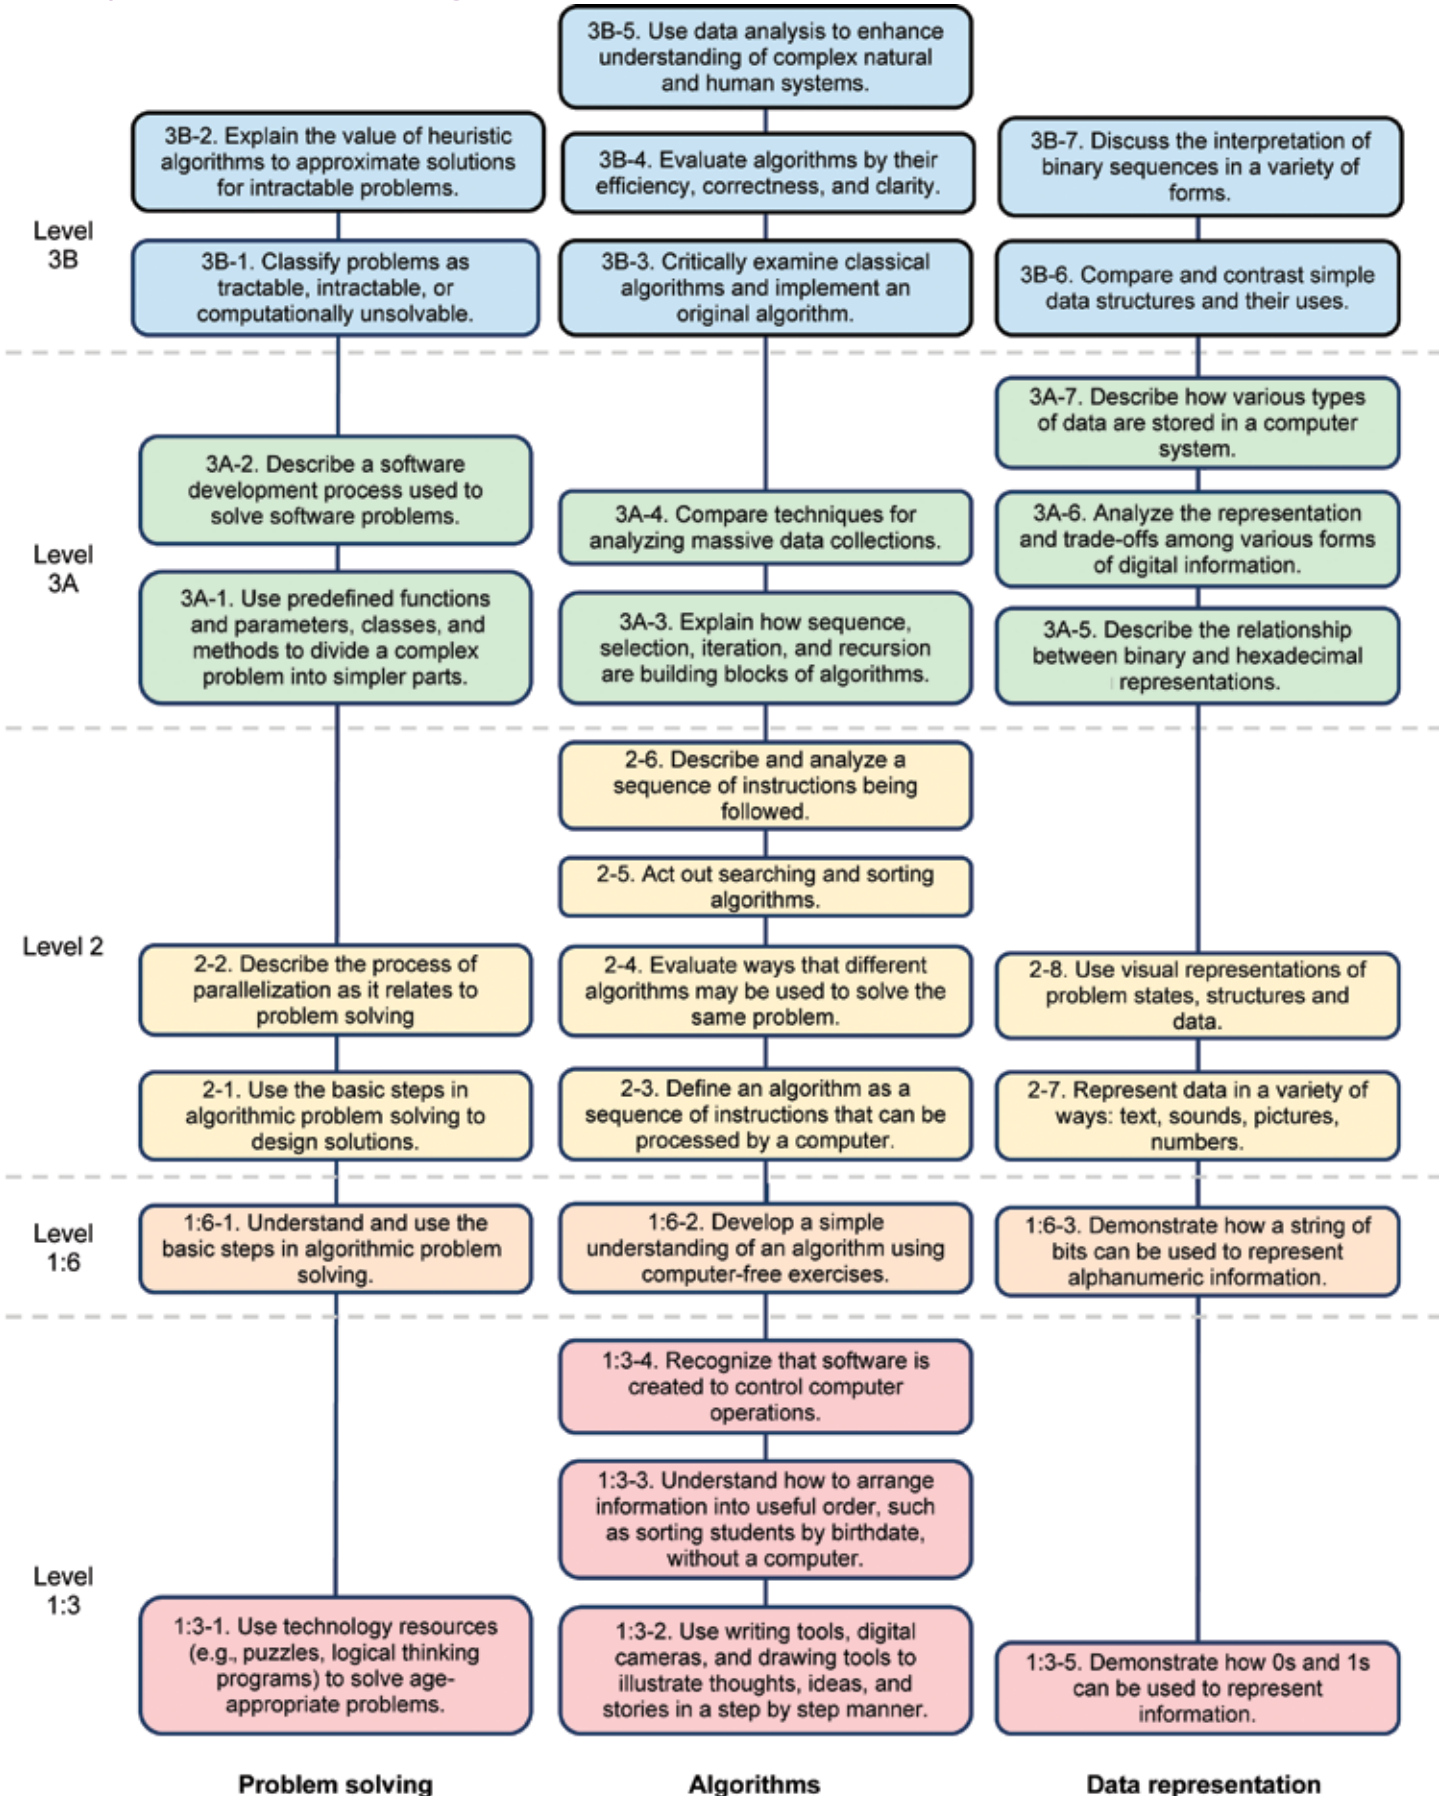 3B-5. Use data analysis to enhance
understanding of complex natural
and human systems.
3B-2. Explain the value of heuristic
algorithms to approximate solutions
for intractable problems.
3B-4. Evaluate algorithms by their
efficiency, correctness, and clarity.
3B-7. Discuss the interpretation of
binary sequences in a variety of
forms.
Level
3B
3B-1. Classify problems as
tractable, intractable, or
computationally unsolvable.
3B-3. Critically examine classical
algorithms and implement an
original algorithm.
3B-6. Compare and contrast simple
data structures and their uses.
3A-7. Describe how various types
of data are stored in a computer
system.
3A-2. Describe a software
development process used to
solve software problems.
3A-4. Compare techniques for
analyzing massive data collections.
3A-6. Analyze the representation
and trade-offs among various forms
of digital information.
Level
3A
3A-1. Use predefined functions
and parameters, classes, and
methods to divide a complex
problem into simpler parts.
3A-3. Explain how sequence,
selection, iteration, and recursion
are building blocks of algorithms.
3A-5. Describe the relationship
between binary and hexadecimal
representations.
2-6. Describe and analyze a
sequence of instructions being
followed.
2-5. Act out searching and sorting
algorithms.
Level 2
2-2. Describe the process of
parallelization as it relates to
problem solving
2-4. Evaluate ways that different
algorithms may be used to solve the
same problem.
2-8. Use visual representations of
problem states, structures and
data.
2-1. Use the basic steps in
algorithmic problem solving to
design solutions.
2-3. Define an algorithm as a
sequence of instructions that can be
processed by a computer.
2-7. Represent data in a variety of
ways: text, sounds, pictures,
numbers.
Level
1:6
1:6-1. Understand and use the
basic steps in algorithmic problem
solving.
1:6-2. Develop a simple
understanding of an algorithm using
computer-free exercises.
1:6-3. Demonstrate how a string of
bits can be used to represent
alphanumeric information.
1:3-4. Recognize that software is
created to control computer
operations.
1:3-3. Understand how to arrange
information into useful order, such
as sorting students by birthdate,
without a computer.
Level
1:3
1:3-1. Use technology resources
(e.g., puzzles, logical thinking
programs) to solve age-
appropriate problems.
1:3-2. Use writing tools, digital
cameras, and drawing tools to
illustrate thoughts, ideas, and
stories in a step by step manner.
1:3-5. Demonstrate how 0s and 1s
can be used to represent
information.
Problem solving
Algorithms
Data representation